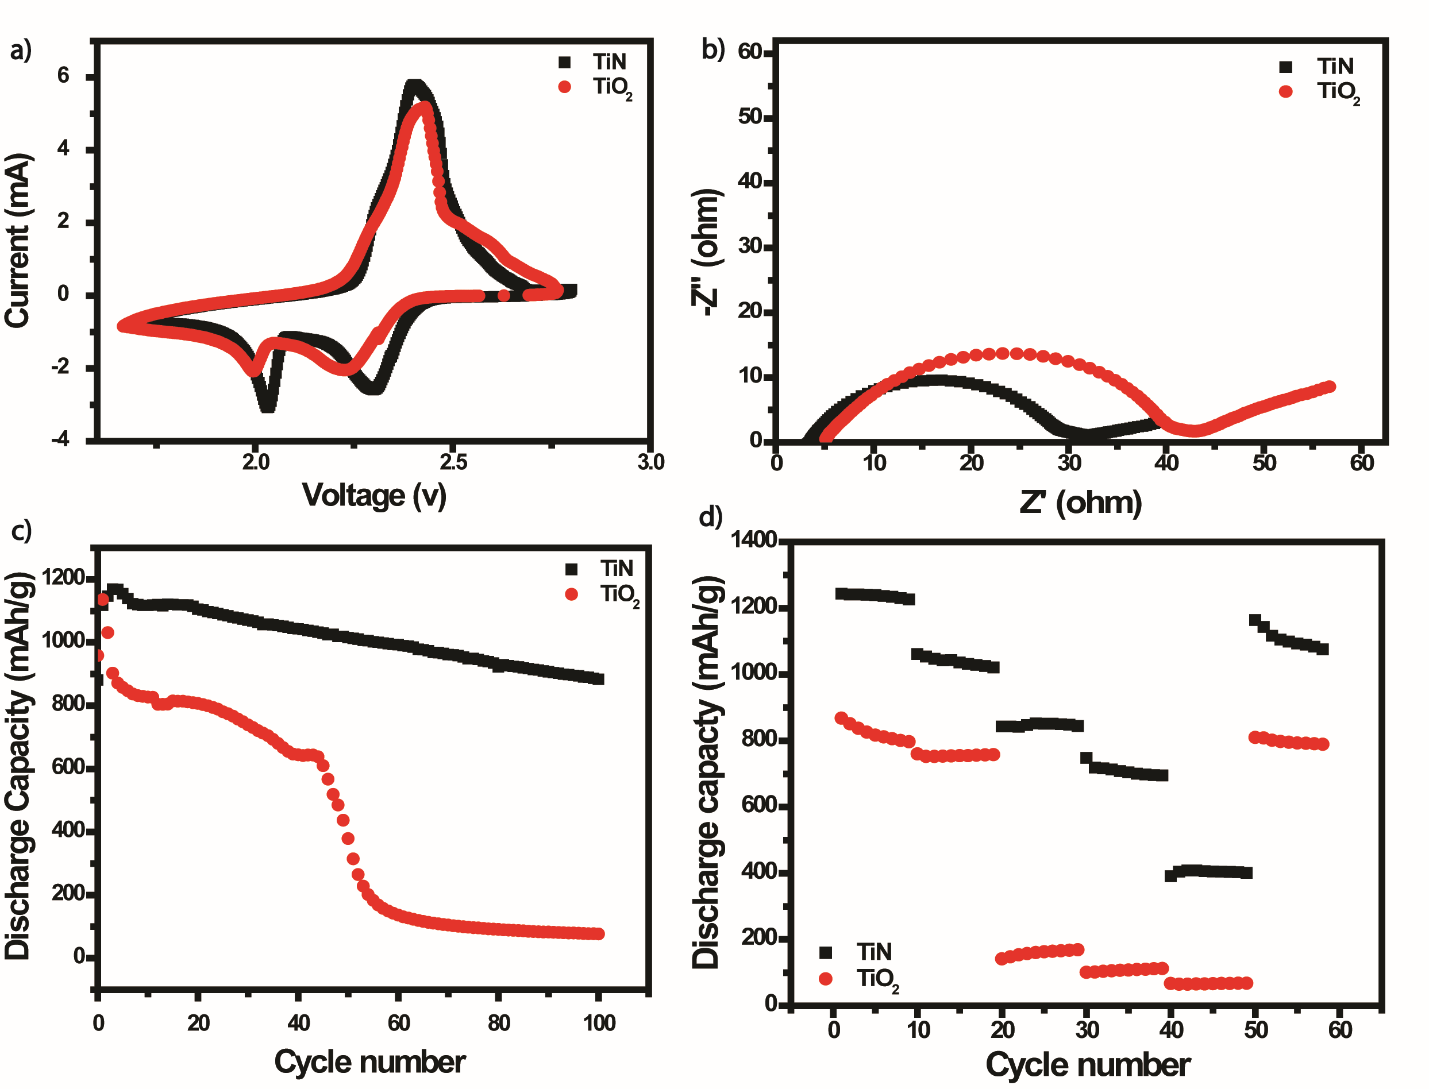 a)
6
4
2
0
-2
-4
2.0 2.5 3.0
Current (mA)
Voltage (v)
TiN
TiO2
b)
60
50
40
30
20
10
0
0 10 20 30 40 50 60
-Z" (ohm)
Z' (ohm)
TiN
TiO2
c)
1200
1000
800
600
400
200
0
0 20 40 60 80 100
Discharge Capacity (mAh/g)
Cycle number
TiN
TiO2
d)
1400
1200
1000
800
600
400
200
0
0 10 20 30 40 50 60
Discharge capacty (mAh/g)
Cycle number
TiN
TiO2